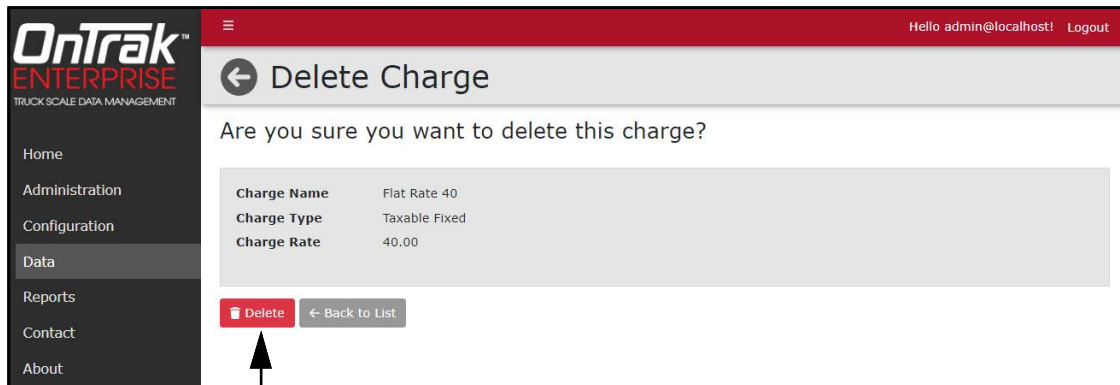 OnTrak™
ENTERPRISE
TRUCK SCALE DATA MANAGEMENT
Home
Administration
Configuration
Data
Reports
Contact
About
Hello admin@localhost! Logout
Delete Charge
Are you sure you want to delete this charge?
Charge Name Flat Rate 40
Charge Type Taxable Fixed
Charge Rate 40.00
Delete ← Back to List